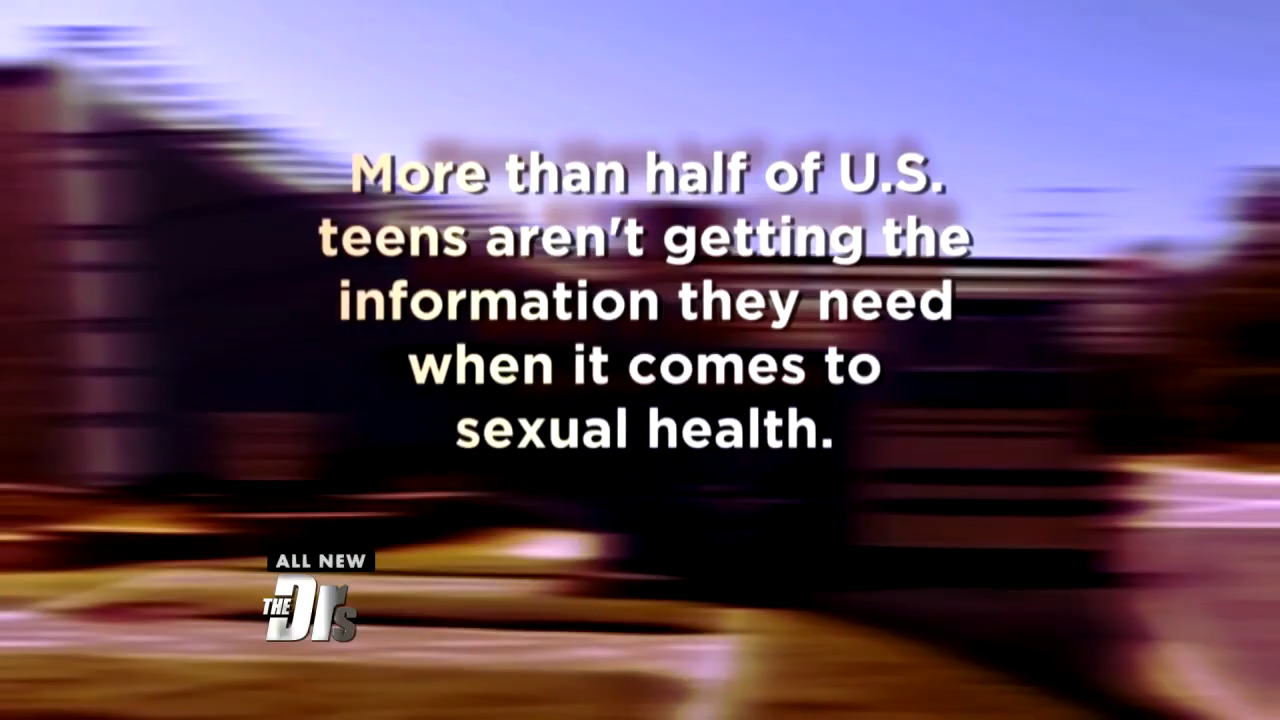 More than half of U.S.
teens aren't getting the
information they need
when it comes to
sexual health.
ALL NEW
THE Drs